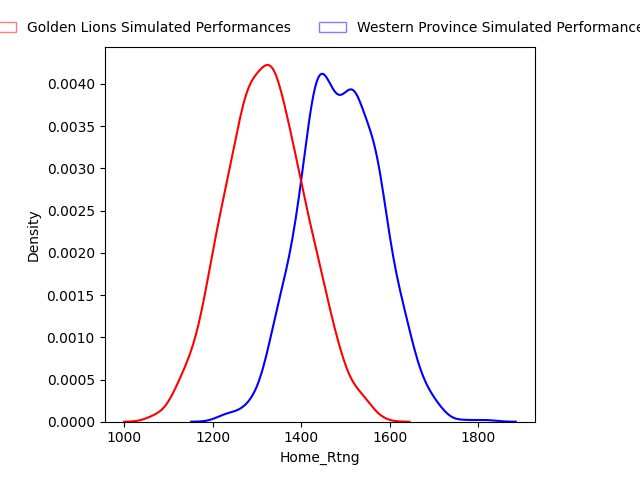 Golden Lions Simulated Performances Western Province Simulated Performance
0.0040
0.0035
0.0030
0.0025
0.0020
0.0015
0.0010
0.0005
0.0000
Density
1000 1200 1400 1600 1800
Home_Rtng